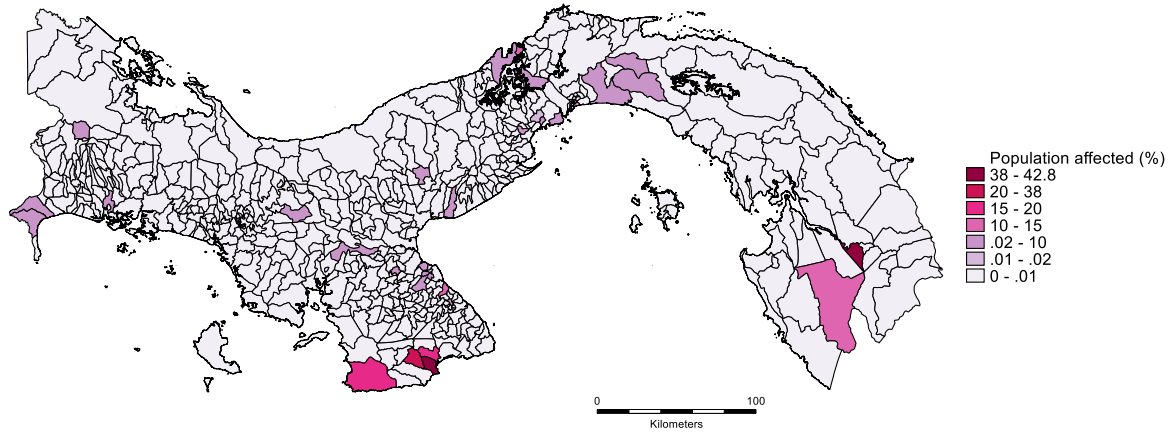 Population affected (%)
38 - 42.8
20 - 38
15 - 20
10 - 15
.02 - 10
.01 - .02
0 - .01
0 100
Kilometers